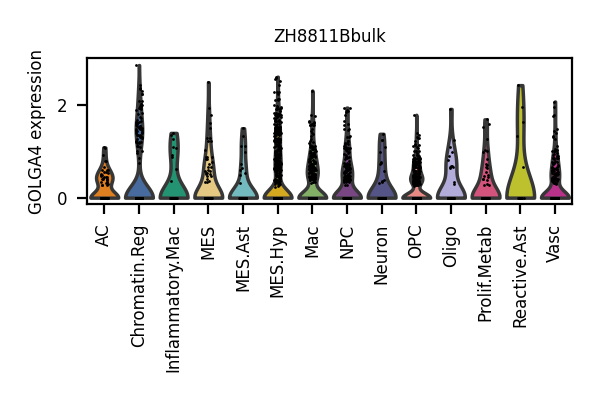 ZH8811Bbulk
GOLGA4 expression
2
0
AC
Chromatin.Reg
Inflammatory.Mac
MES
MES.Ast
MES.Hyp
Mac
NPC
Neuron
OPC
Oligo
Prolif.Metab
Reactive.Ast
Vasc